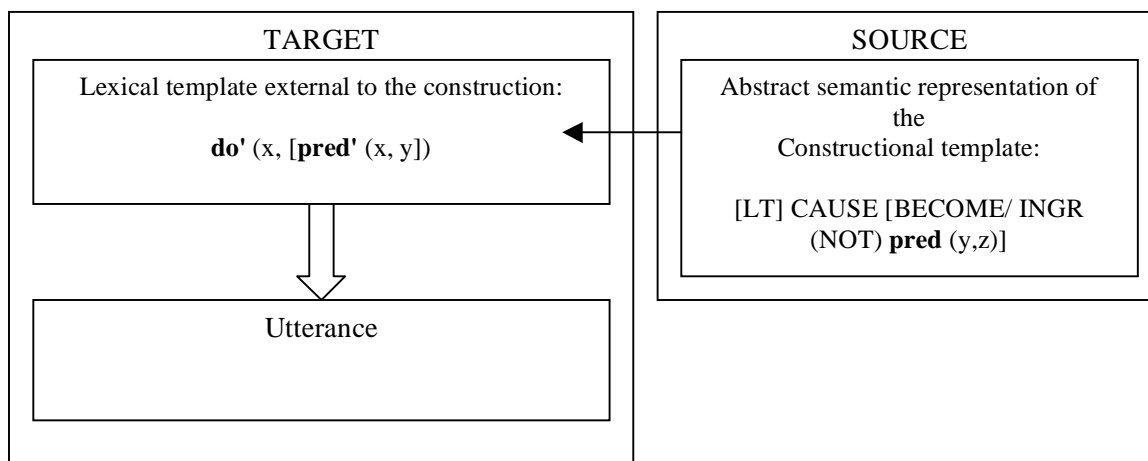 TARGET
Lexical template external to the construction:
do' (x, [pred' (x, y])
Utterance
SOURCE
Abstract semantic representation of
the
Constructional template:
[LT] CAUSE [BECOME/ INGR
(NOT) pred (y,z)]